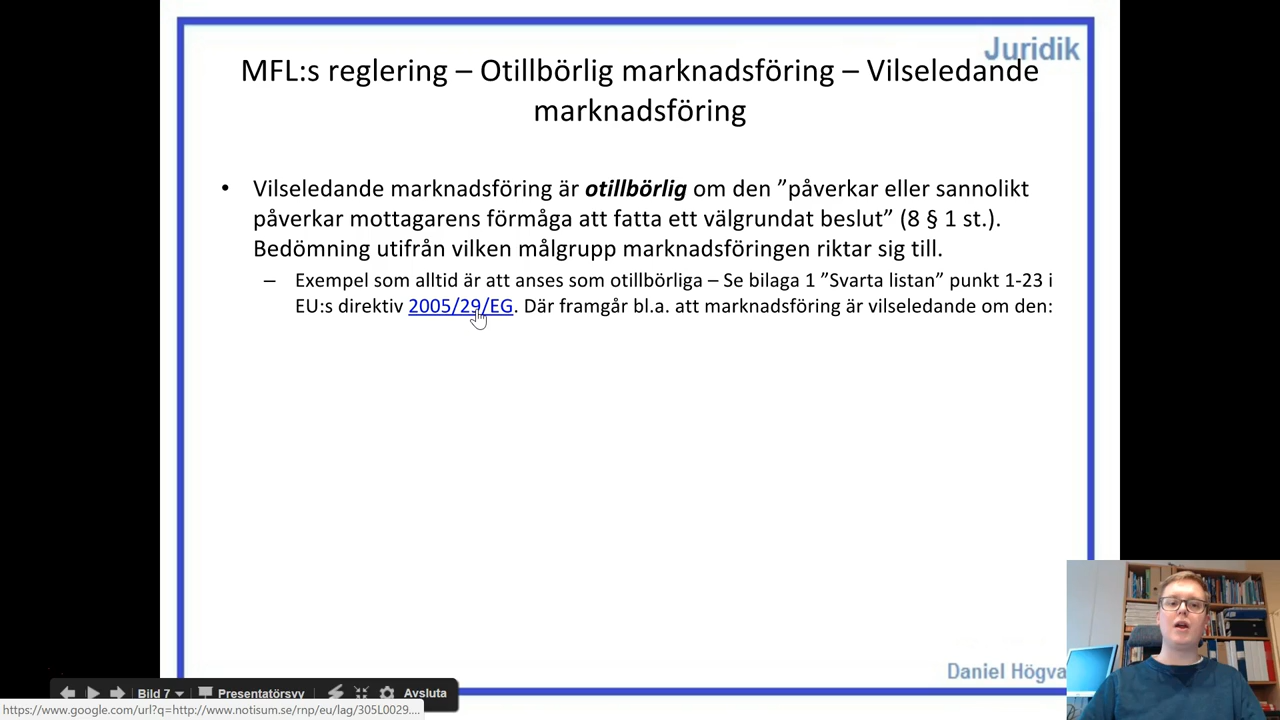 Juridik
MFL:s reglering – Otillbörlig marknadsföring – Vilseledande
marknadsföring
• Vilseledande marknadsföring är otillbörlig om den ”påverkar eller sannolikt
påverkar mottagarens förmåga att fatta ett välgrundat beslut” (8 § 1 st.).
Bedömning utifrån vilken målgrupp marknadsföringen riktar sig till.
– Exempel som alltid är att anses som otillbörliga – Se bilaga 1 ”Svarta listan” punkt 1-23 i
EU:s direktiv 2005/29/EG. Där framgår bl.a. att marknadsföring är vilseledande om den:
Daniel Högva
Bild 7 Presentatörsvy Avsluta
https://www.google.com/url?q=http://www.notisum.se/rnp/eu/lag/305L0029....